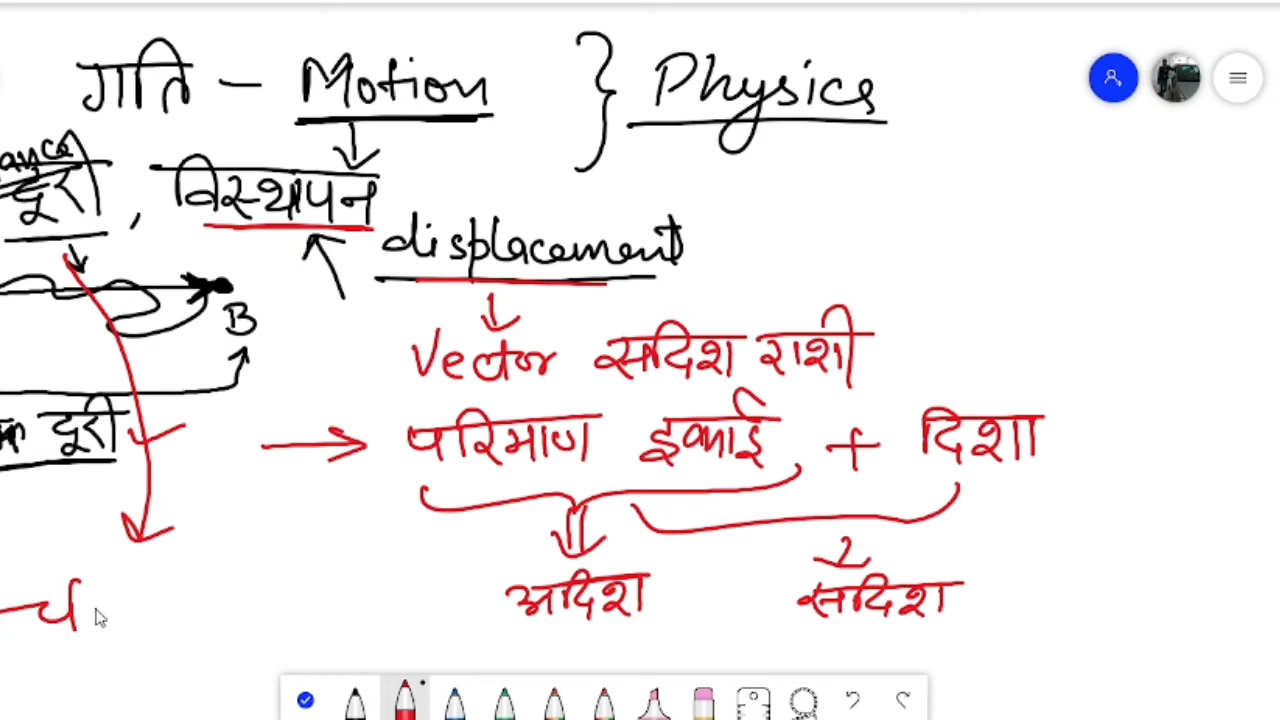 गति - Motion } Physics
दूरी , विस्थापन
displacement
B
Vector सदिश राशी
दूरी
→ परिमाण इकाई + दिशा
अदिश सदिश